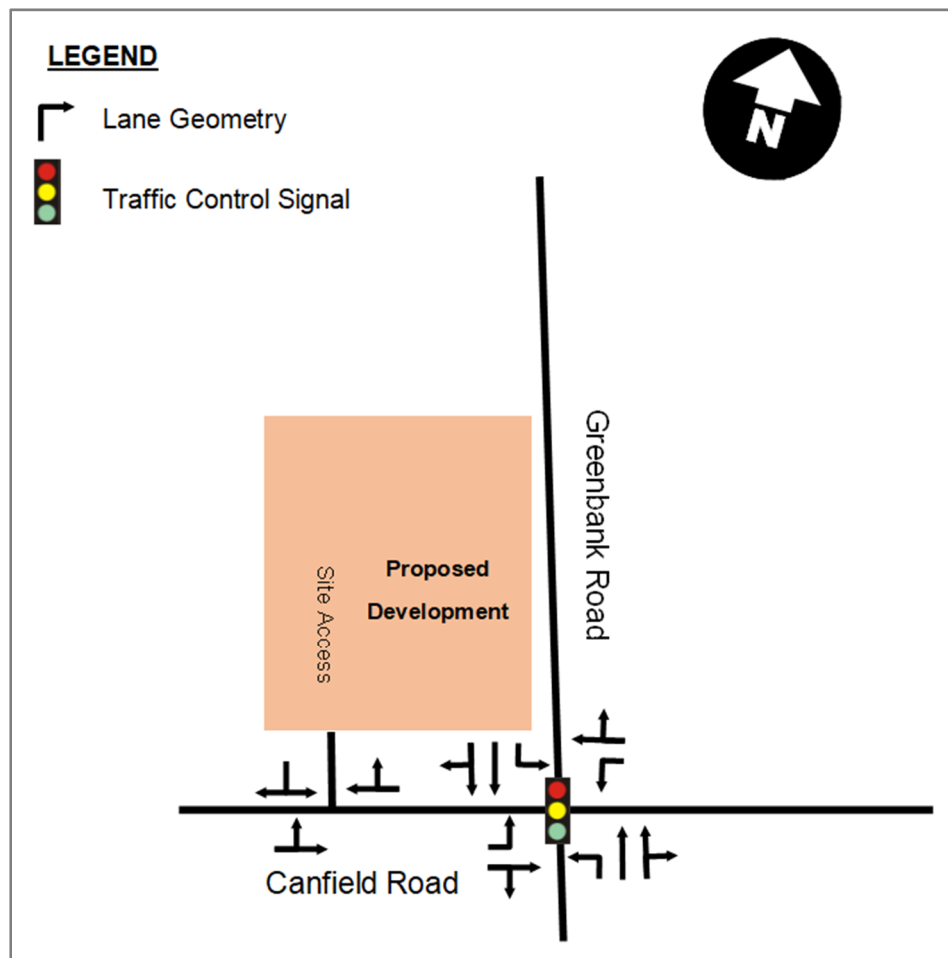 LEGEND
Lane Geometry
Traffic Control Signal
N
Greenbank Road
Proposed
Development
Site Access
Canfield Road